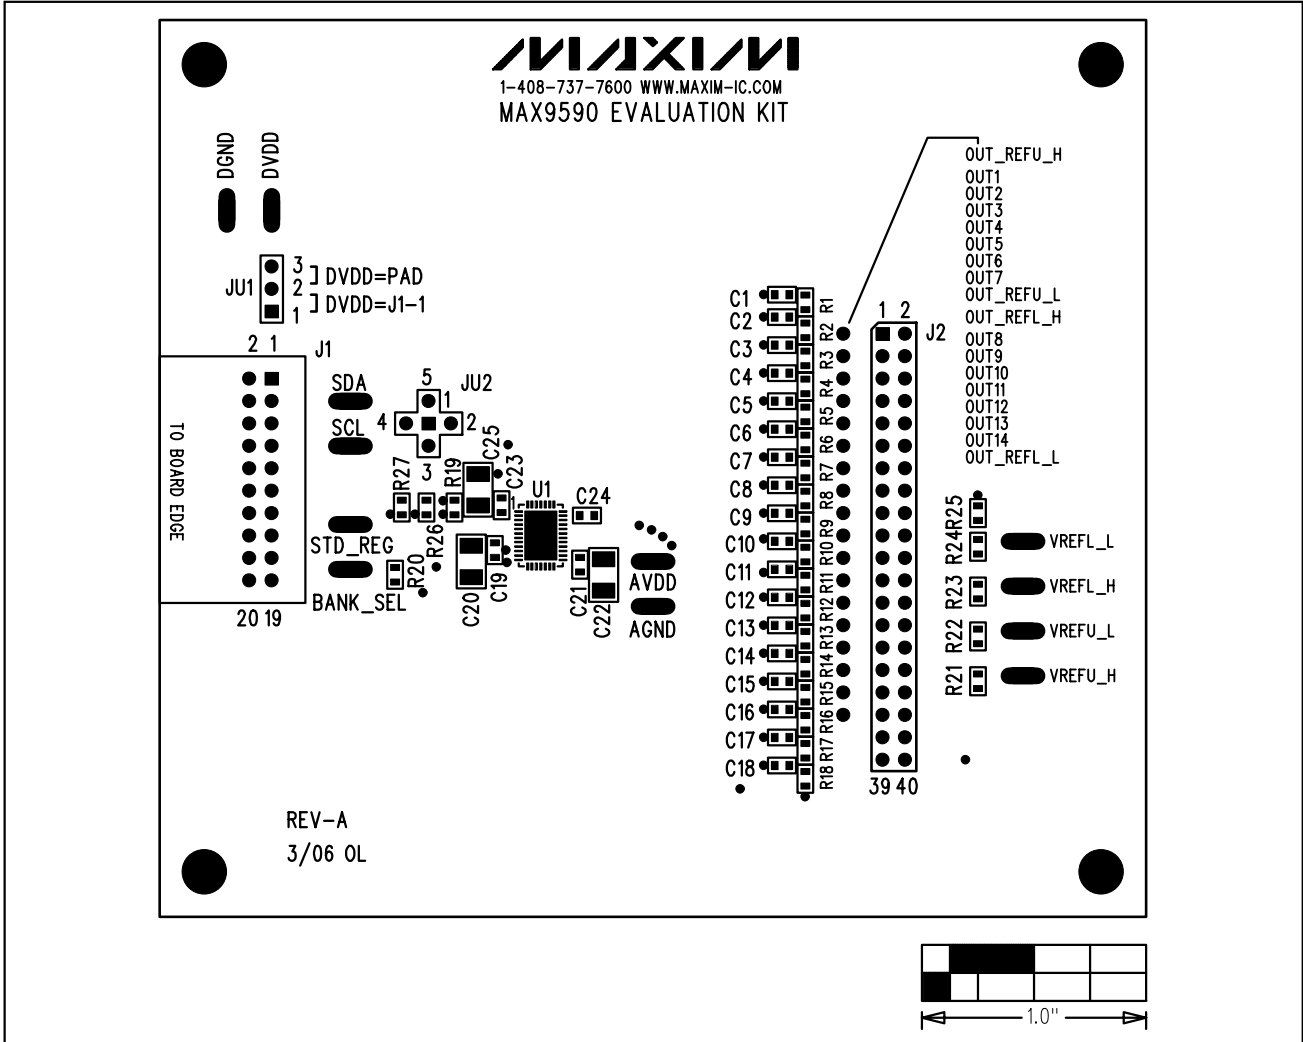 MAXIM
1-408-737-7600 WWW.MAXIM-IC.COM
MAX9590 EVALUATION KIT
DGND
DVDD
JU1
3
2
1
DVDD=PAD
DVDD=J1-1
2 1
J1
TO BOARD EDGE
20 19
SDA
SCL
STD_REG
BANK_SEL
5
JU2
1
4
2
3
R27
R19
C25
C23
R26
R20
1
U1
C24
C20
C19
C21
C22
AVDD
AGND
C1
C2
C3
C4
C5
C6
C7
C8
C9
C10
C11
C12
C13
C14
C15
C16
C17
C18
R1
R2
R3
R4
R5
R6
R7
R8
R9
R10
R11
R12
R13
R14
R15
R16
R17
R18
1 2
J2
39 40
OUT_REFU_H
OUT1
OUT2
OUT3
OUT4
OUT5
OUT6
OUT7
OUT_REFU_L
OUT_REFL_H
OUT8
OUT9
OUT10
OUT11
OUT12
OUT13
OUT14
OUT_REFL_L
R25
R24
R23
R22
R21
VREFL_L
VREFL_H
VREFU_L
VREFU_H
REV-A
3/06 OL
1.0"